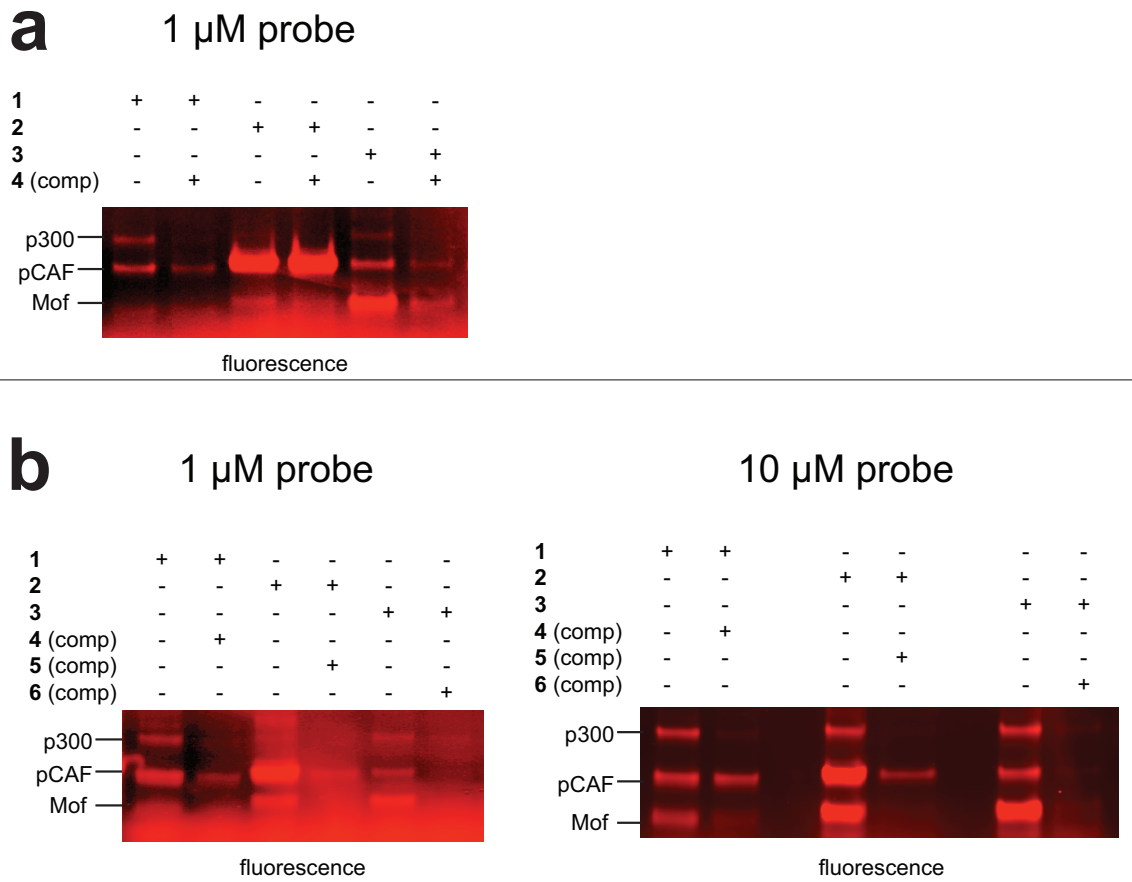 a
1 µM probe
1 + + - - - -
2 - - + + - -
3 - - - - + +
4 (comp) - + - + - +
p300
pCAF
Mof
fluorescence
b
1 µM probe
1 + + - - - -
2 - - + + - -
3 - - - - + +
4 (comp) - + - - - -
5 (comp) - - - + - -
6 (comp) - - - - - +
p300
pCAF
Mof
fluorescence
10 µM probe
1 + + - - - -
2 - - + + - -
3 - - - - + +
4 (comp) - + - - - -
5 (comp) - - - + - -
6 (comp) - - - - - +
p300
pCAF
Mof
fluorescence